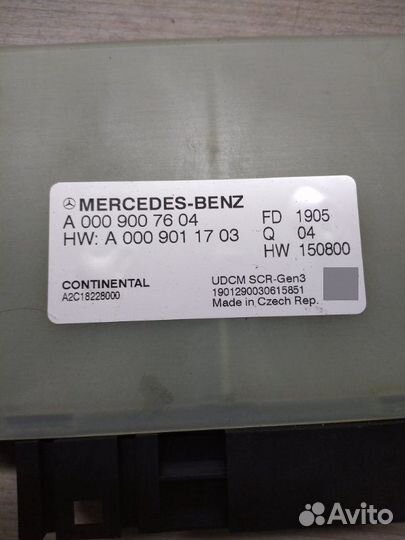 MERCEDES-BENZ
A 000 900 76 04 FD 1905
HW: A 000 901 17 03 Q 04
HW 150800
CONTINENTAL UDCM SCR-Gen3
A2C18228000 1901290030615851
Made in Czech Rep.
Avito